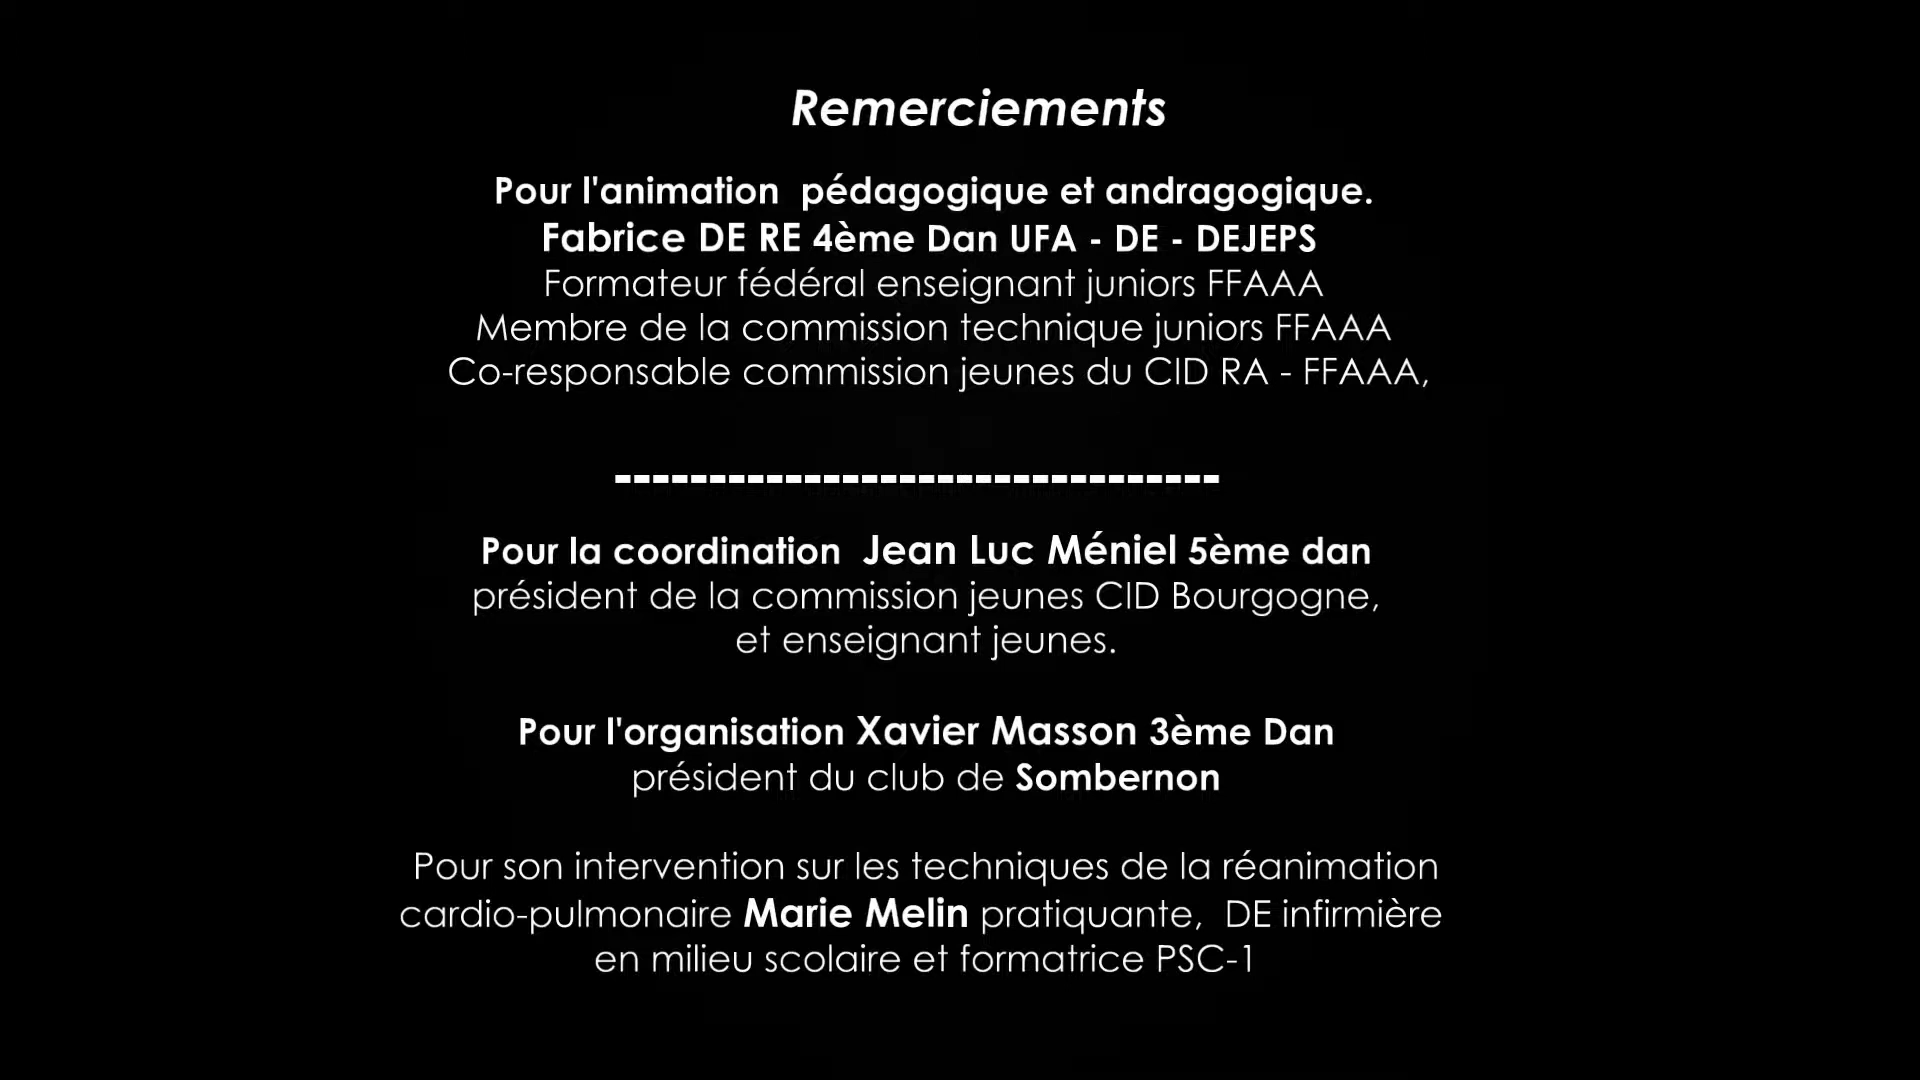 Remerciements
Pour l'animation  pédagogique et andragogique.
Fabrice DE RE 4ème Dan UFA - DE - DEJEPS
Formateur fédéral enseignant juniors FFAAA
Membre de la commission technique juniors FFAAA
Co-responsable commission jeunes du CID RA - FFAAA,
--------------------------------
Pour la coordination  Jean Luc Méniel 5ème dan
président de la commission jeunes CID Bourgogne,
et enseignant jeunes.
Pour l'organisation Xavier Masson 3ème Dan
président du club de Sombernon
Pour son intervention sur les techniques de la réanimation
cardio-pulmonaire Marie Melin pratiquante,  DE infirmière
en milieu scolaire et formatrice PSC-1